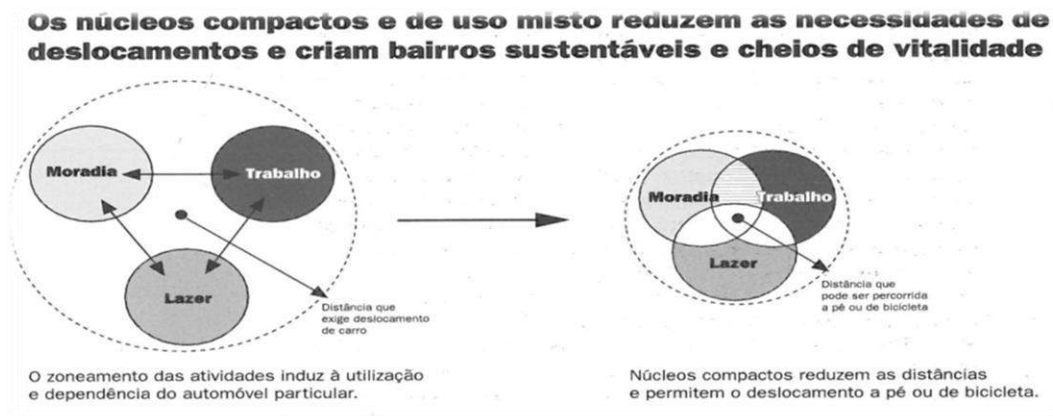 Os núcleos compactos e de uso misto reduzem as necessidades de
deslocamentos e criam bairros sustentáveis e cheios de vitalidade
Moradia
Trabalho
Lazer
Distância que
exige deslocamento
de carro
O zoneamento das atividades induz à utilização
e dependência do automóvel particular.
Moradia
Trabalho
Lazer
Distância que
pode ser percorrida
a pé ou de bicicleta
Núcleos compactos reduzem as distâncias
e permitem o deslocamento a pé ou de bicicleta.